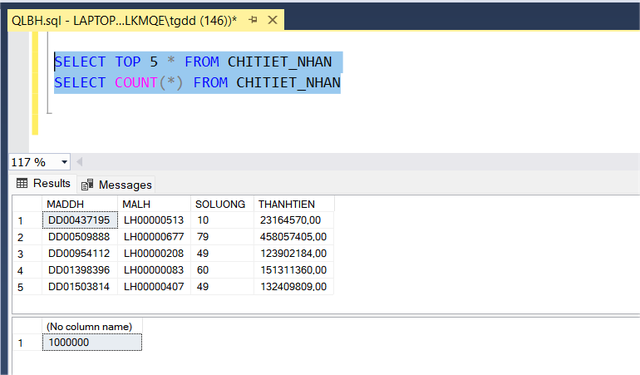 QLBH.sql - LAPTOP...LKMQE\tgdd (146))*
SELECT TOP 5 * FROM CHITIET_NHAN
SELECT COUNT(*) FROM CHITIET_NHAN
117 %
Results Messages
MADDH MALH SOLUONG THANHTIEN
1 DD00437195 LH00000513 10 23164570,00
2 DD00509888 LH00000677 79 458057405,00
3 DD00954112 LH00000208 49 123902184,00
4 DD01398396 LH00000083 60 151311360,00
5 DD01503814 LH00000407 49 132409809,00
(No column name)
1 1000000